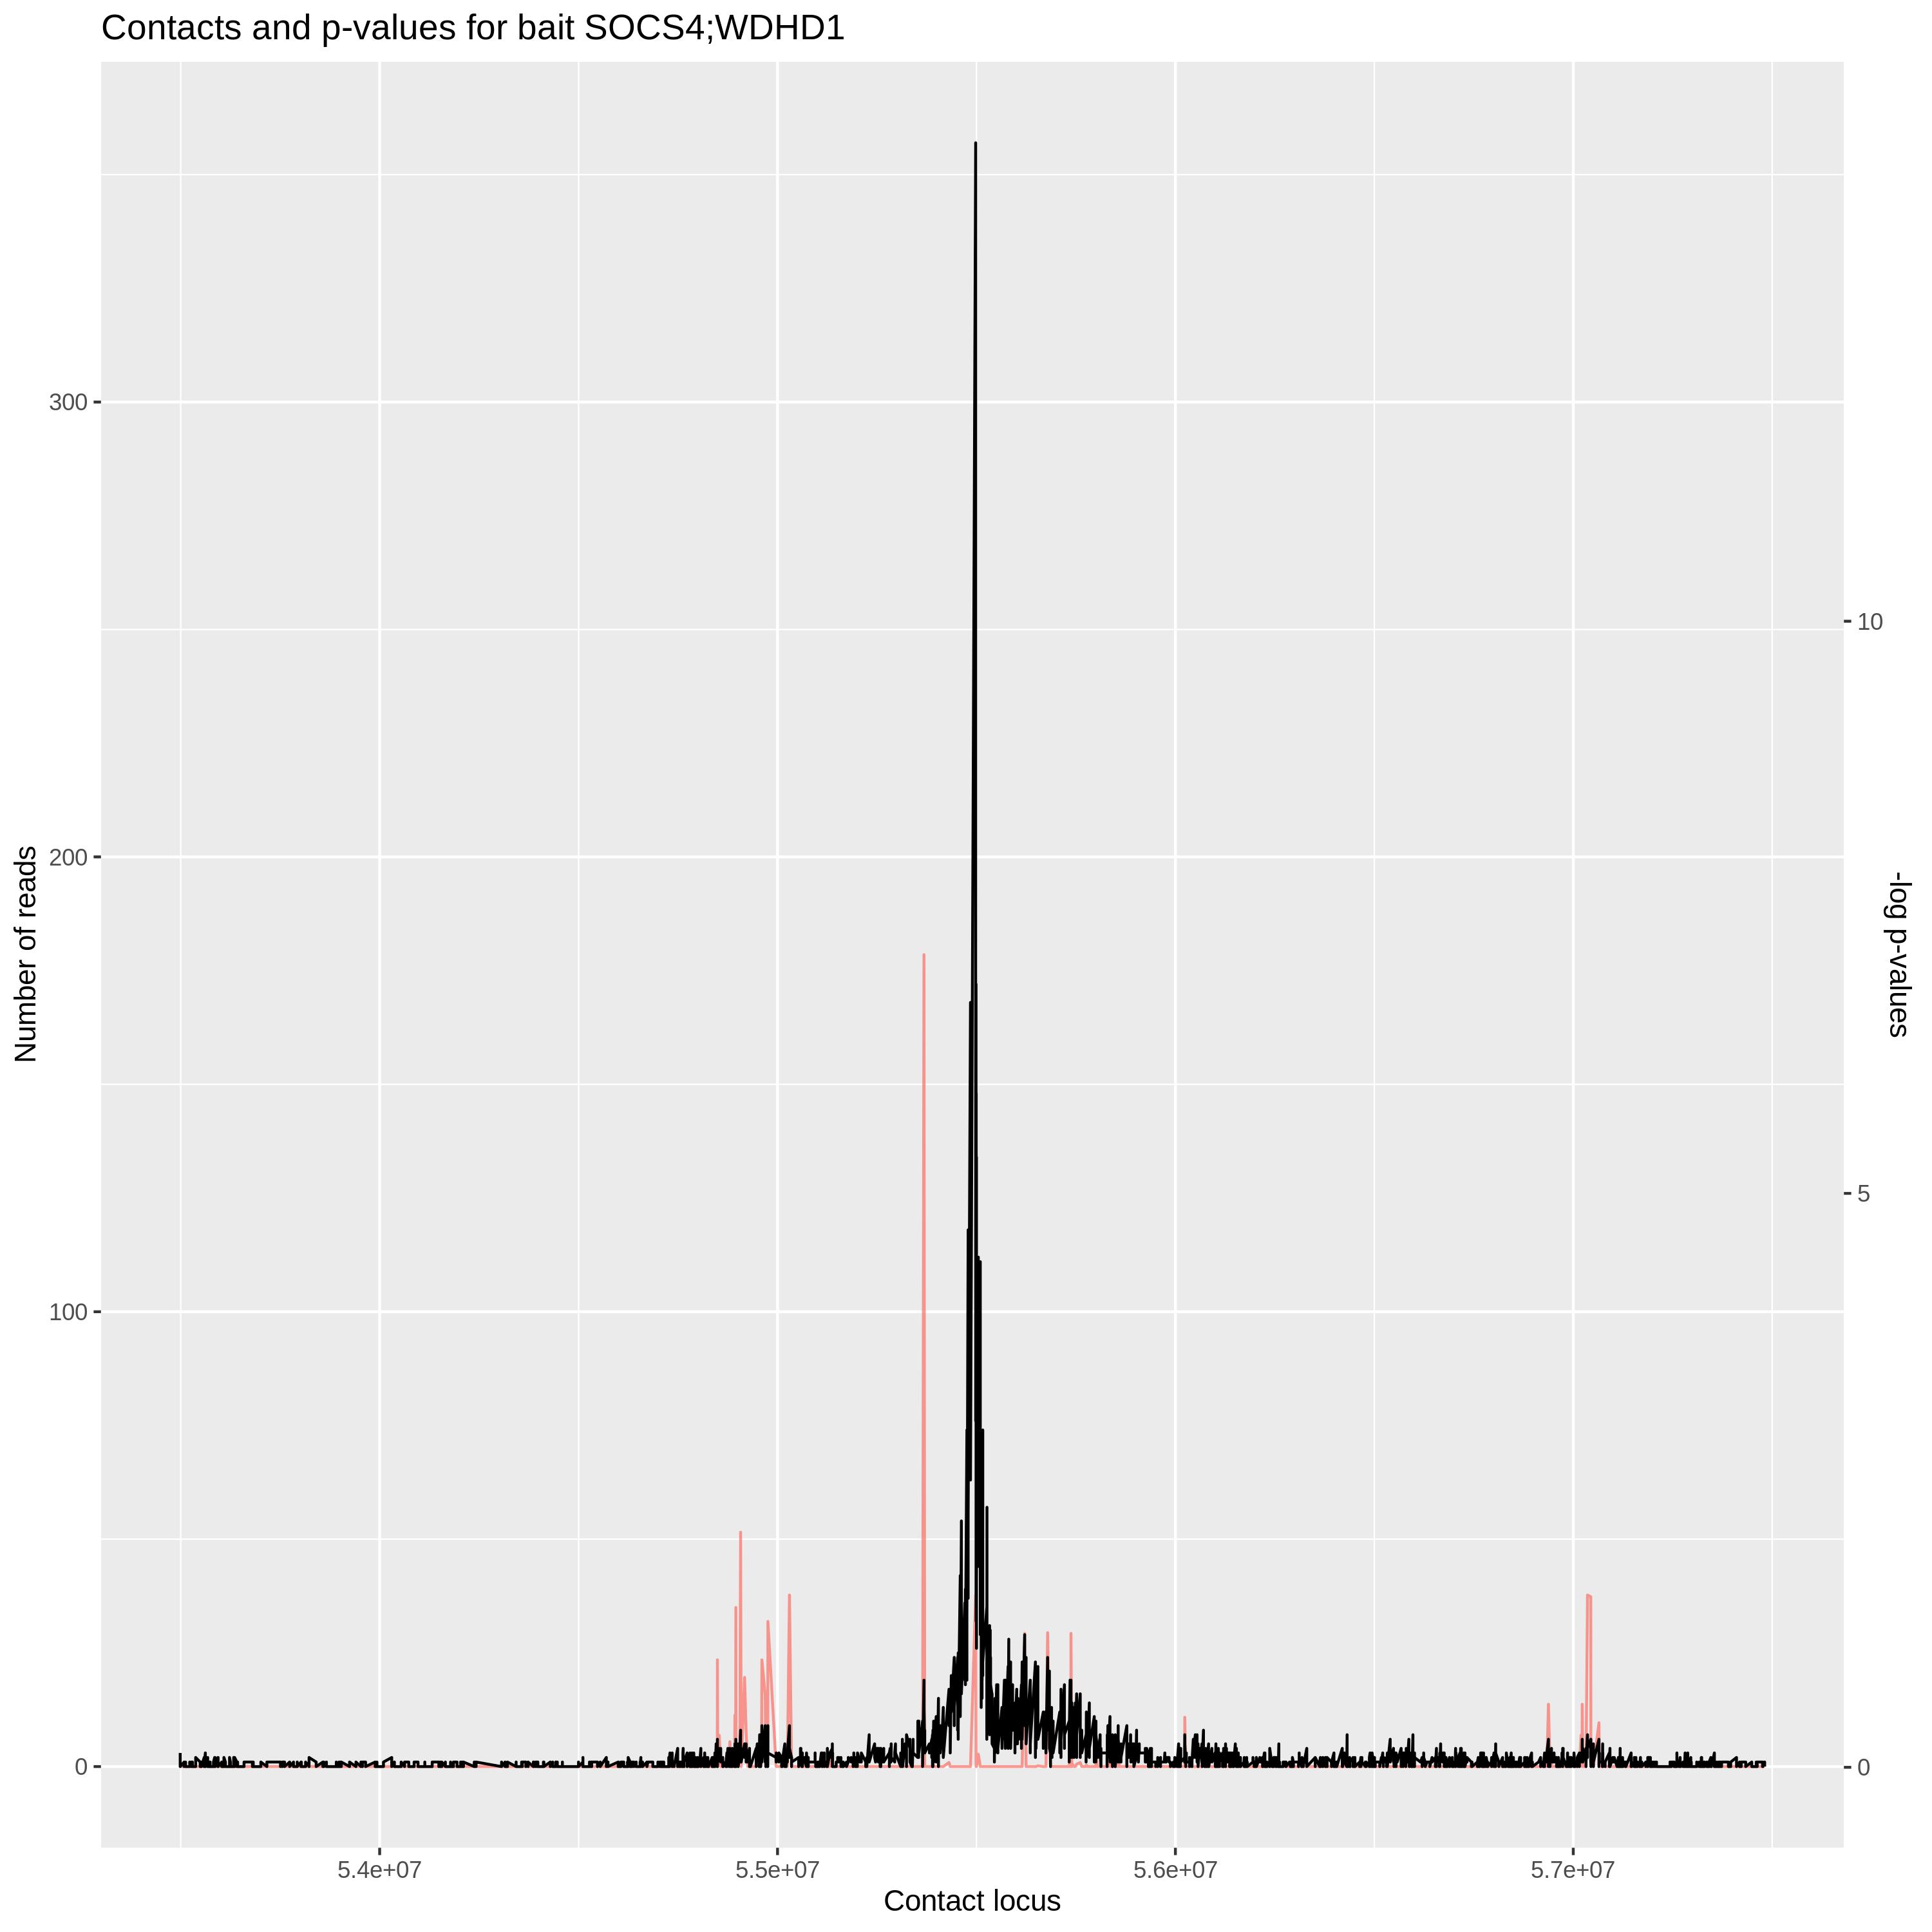 Contacts and p-values for bait SOCS4;WDHD1
300
200
100
0
Number of reads
10
5
0
-log p-values
5.4e+07
5.5e+07
5.6e+07
5.7e+07
Contact locus